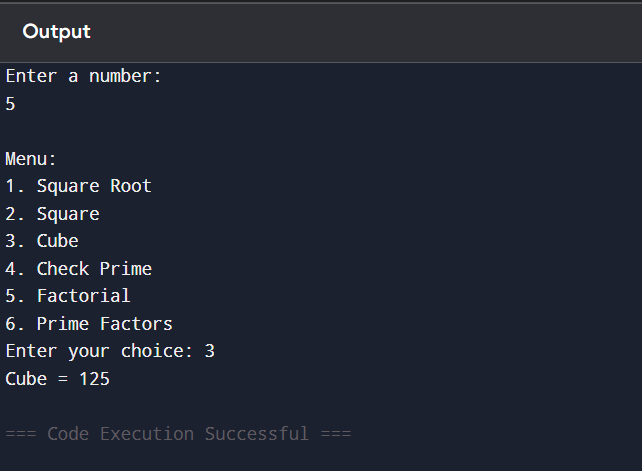 Output
Enter a number:
5
Menu:
1. Square Root
2. Square
3. Cube
4. Check Prime
5. Factorial
6. Prime Factors
Enter your choice: 3
Cube = 125
=== Code Execution Successful ===